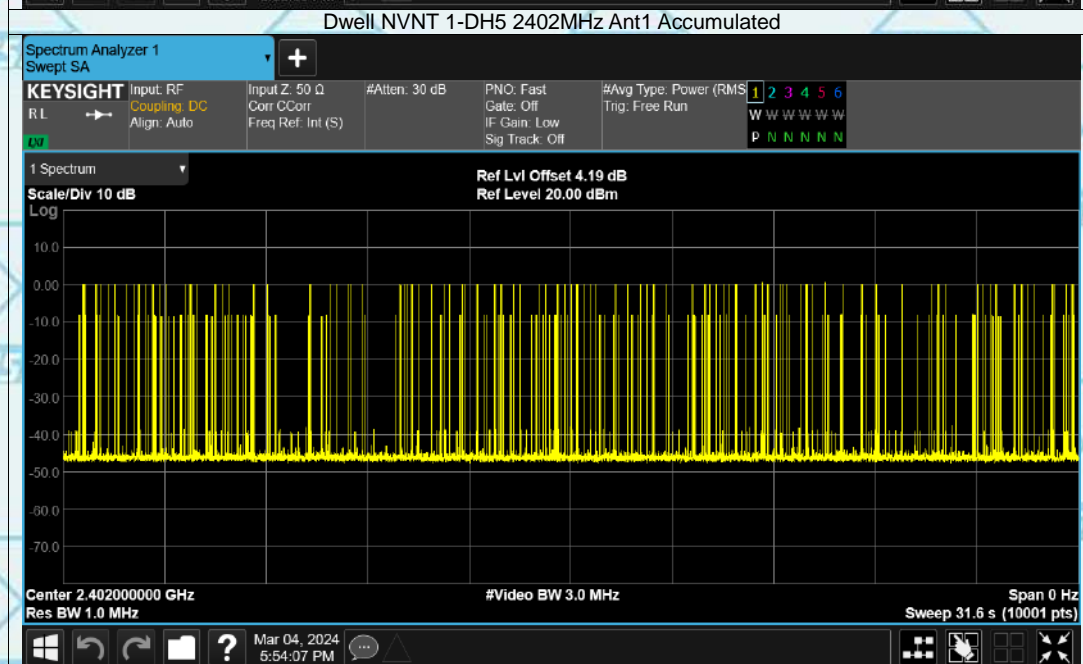 Dwell NVNT 1-DH5 2402MHz Ant1 Accumulated
Spectrum Analyzer 1
Swept SA
+
KEYSIGHT Input: RF Input Z: 50 Ω #Atten: 30 dB PNO: Fast #Avg Type: Power (RMS 1 2 3 4 5 6
RL Coupling: DC Corr CCorr Gate: Off Trig: Free Run W W W W W W
Align: Auto Freq Ref: Int (S) IF Gain: Low
LXI Sig Track: Off P N N N N N
1 Spectrum
Ref Lvl Offset 4.19 dB
Scale/Div 10 dB Ref Level 20.00 dBm
Log
10.0
0.00
-10.0
-20.0
-30.0
-40.0
-50.0
-60.0
-70.0
Center 2.402000000 GHz #Video BW 3.0 MHz Span 0 Hz
Res BW 1.0 MHz Sweep 31.6 s (10001 pts)
? Mar 04, 2024
5:54:07 PM